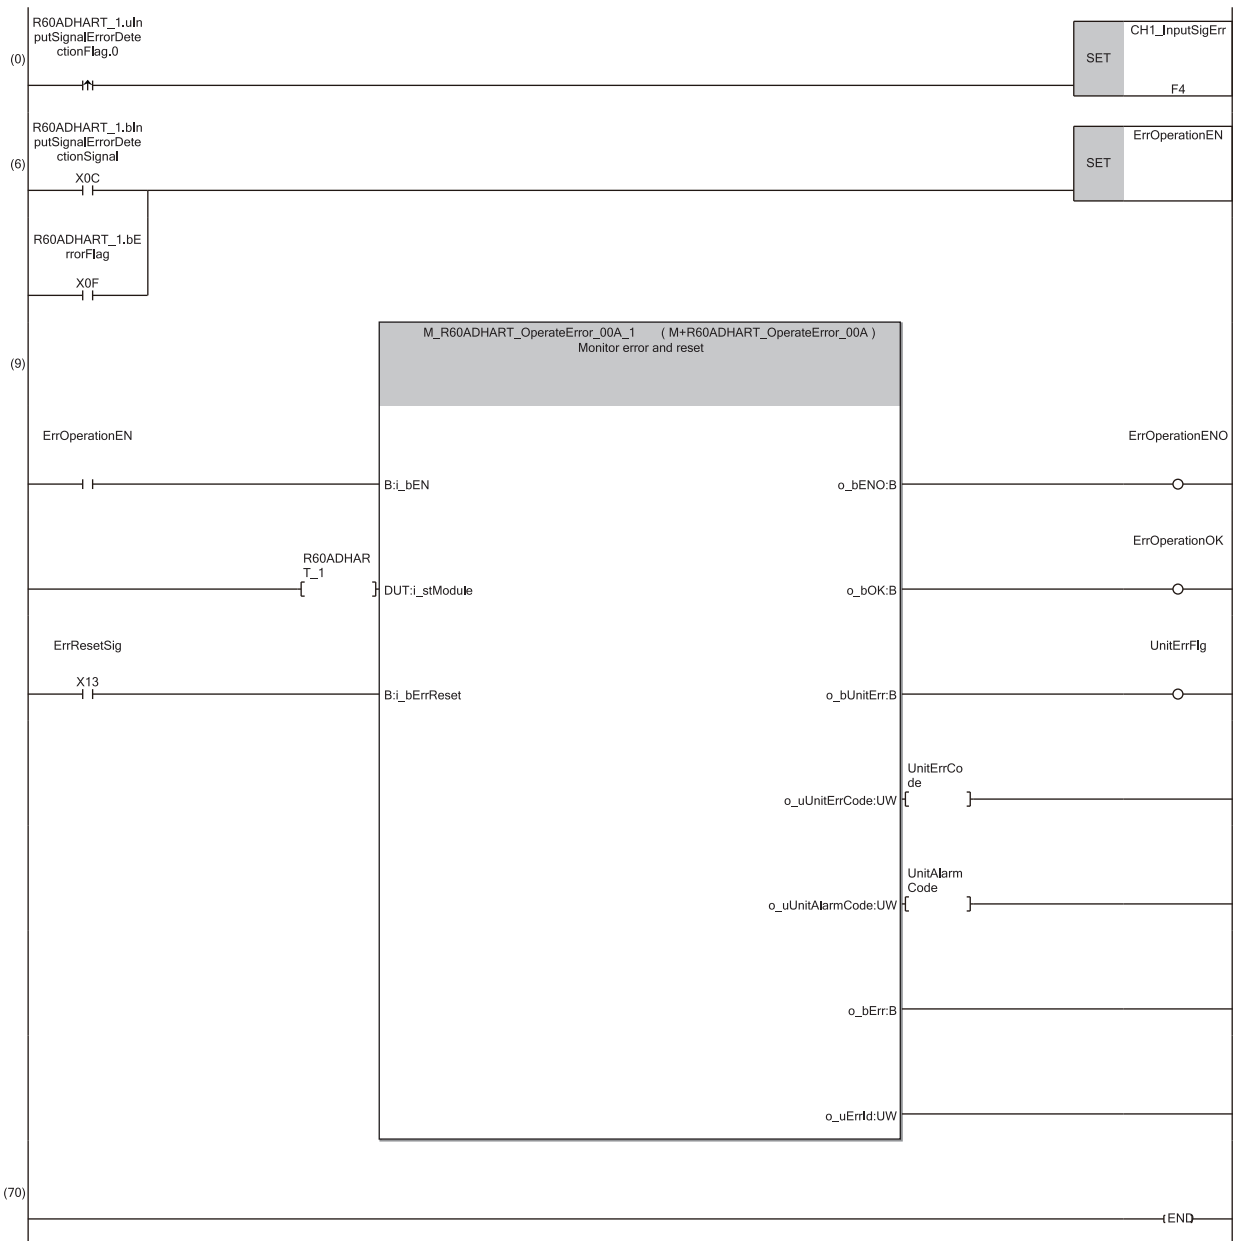 R60ADHART_1.uIn
putSignalErrorDete
ctionFlag.0
CH1_InputSigErr
(0)
SET
F4
R60ADHART_1.bIn
putSignalErrorDete
ctionSignal
ErrOperationEN
(6)
SET
X0C
R60ADHART_1.bE
rrorFlag
X0F
M_R60ADHART_OperateError_00A_1 ( M+R60ADHART_OperateError_00A )
Monitor error and reset
(9)
ErrOperationEN
ErrOperationENO
B:i_bEN
o_bENO:B
R60ADHAR
T_1
ErrOperationOK
DUT:i_stModule
o_bOK:B
ErrResetSig
UnitErrFlg
X13
B:i_bErrReset
o_bUnitErr:B
UnitErrCo
de
o_uUnitErrCode:UW
UnitAlarm
Code
o_uUnitAlarmCode:UW
o_bErr:B
o_uErrId:UW
(70)
END